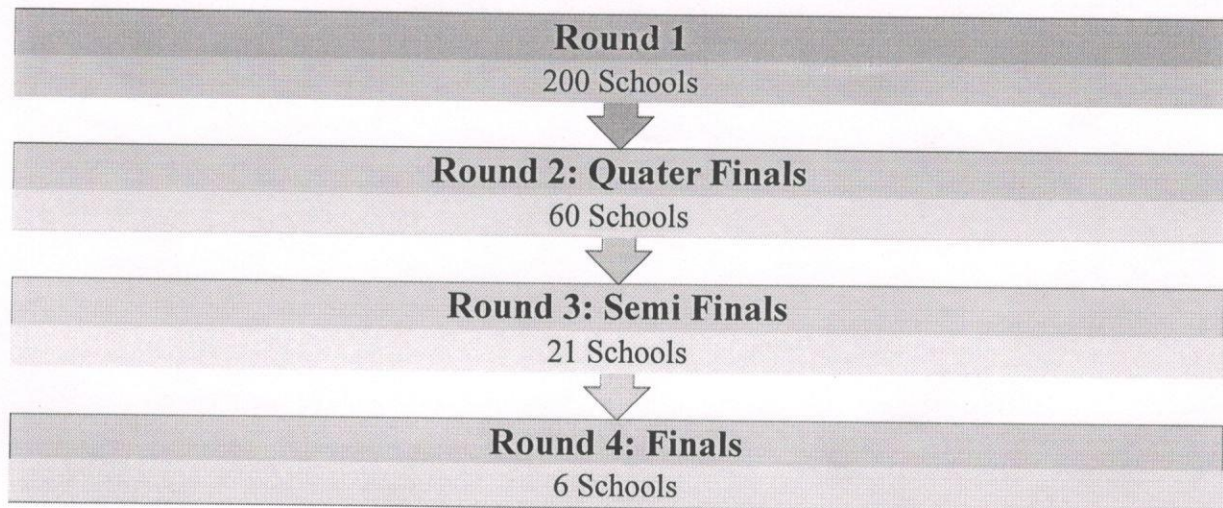 Round 1
200 Schools
Round 2: Quater Finals
60 Schools
Round 3: Semi Finals
21 Schools
Round 4: Finals
6 Schools